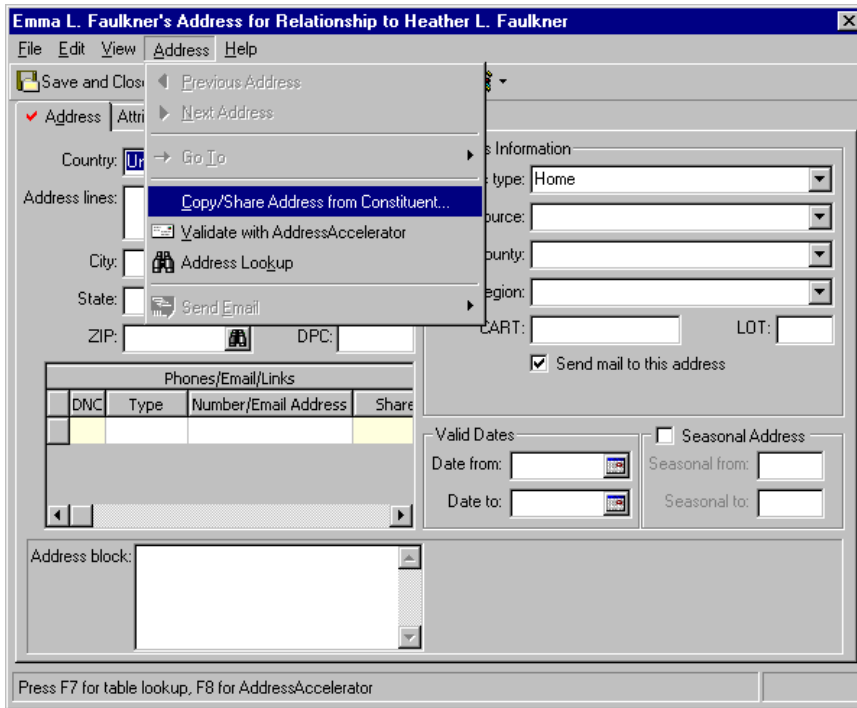 Emma L. Faulkner's Address for Relationship to Heather L. Faulkner
File Edit View Address Help
Save and Clos
Previous Address
Next Address
Go To
Copy/Share Address from Constituent...
Validate with AddressAccelerator
Address Lookup
Send Email
Address Attri
Country: Un
Address lines:
City:
State:
ZIP: DPC:
s Information
type: Home
ource:
ounty:
egion:
CART: LOT:
Send mail to this address
Phones/Email/Links
DNC Type Number/Email Address Share
Valid Dates
Date from:
Date to:
Seasonal Address
Seasonal from:
Seasonal to:
Address block:
Press F7 for table lookup, F8 for AddressAccelerator